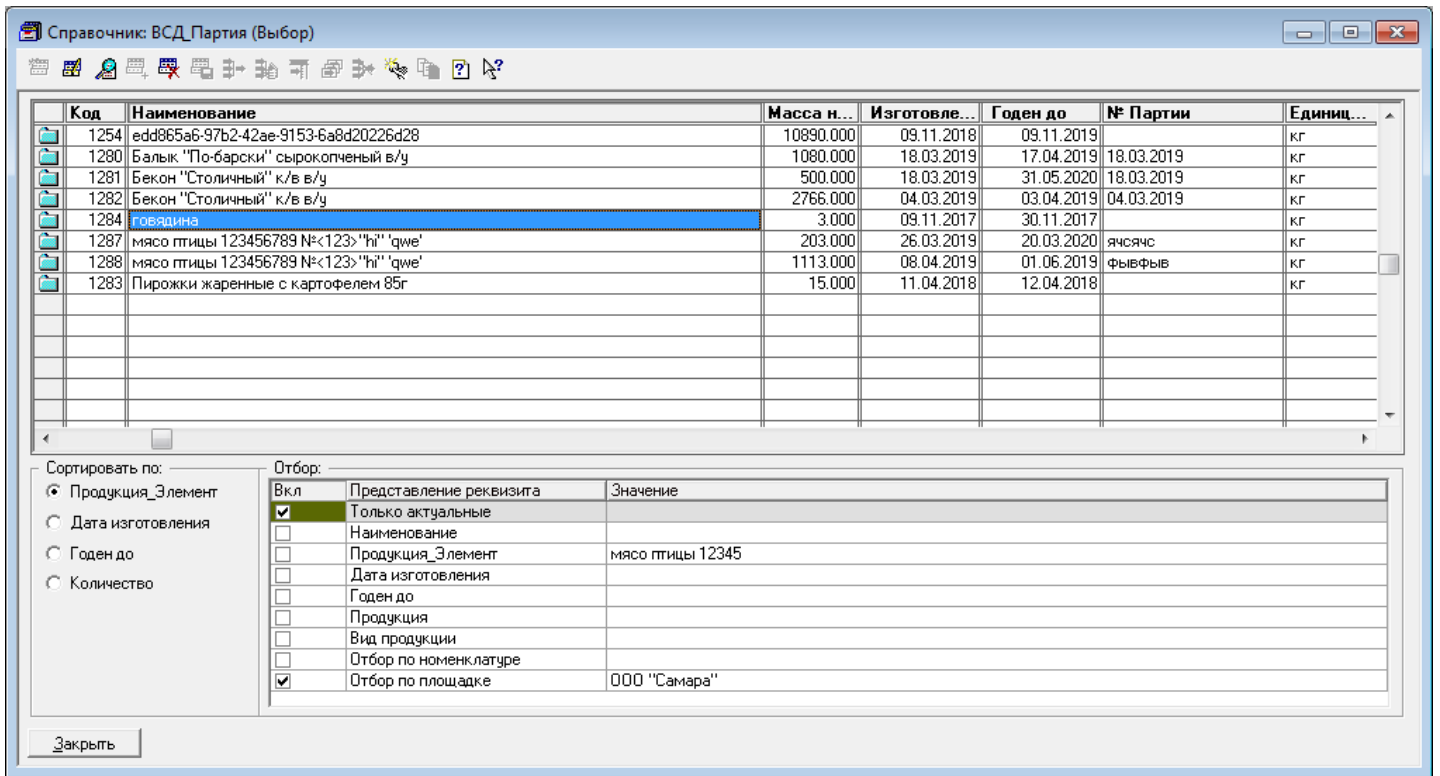 Справочник: ВСД_Партия (Выбор)
Код Наименование Масса н... Изготовле... Годен до № Партии Единиц...
1254 edd865a6-97b2-42ae-9153-6a8d20226d28 10890.000 09.11.2018 09.11.2019 кг
1280 Балык "По-барски" сырокопченый в/у 1080.000 18.03.2019 17.04.2019 18.03.2019 кг
1281 Бекон "Столичный" к/в в/у 500.000 18.03.2019 31.05.2020 18.03.2019 кг
1282 Бекон "Столичный" к/в в/у 2766.000 04.03.2019 03.04.2019 04.03.2019 кг
1284 говядина 3.000 09.11.2017 30.11.2017 кг
1287 мясо птицы 123456789 №<123>"hi" 'qwe' 203.000 26.03.2019 20.03.2020 ячсячс кг
1288 мясо птицы 123456789 №<123>"hi" 'qwe' 1113.000 08.04.2019 01.06.2019 фывфыв кг
1283 Пирожки жаренные с картофелем 85г 15.000 11.04.2018 12.04.2018 кг
Сортировать по:
Продукция_Элемент
Дата изготовления
Годен до
Количество
Отбор:
Вкл Представление реквизита Значение
Только актуальные
Наименование
Продукция_Элемент мясо птицы 12345
Дата изготовления
Годен до
Продукция
Вид продукции
Отбор по номенклатуре
Отбор по площадке ООО "Самара"
Закрыть